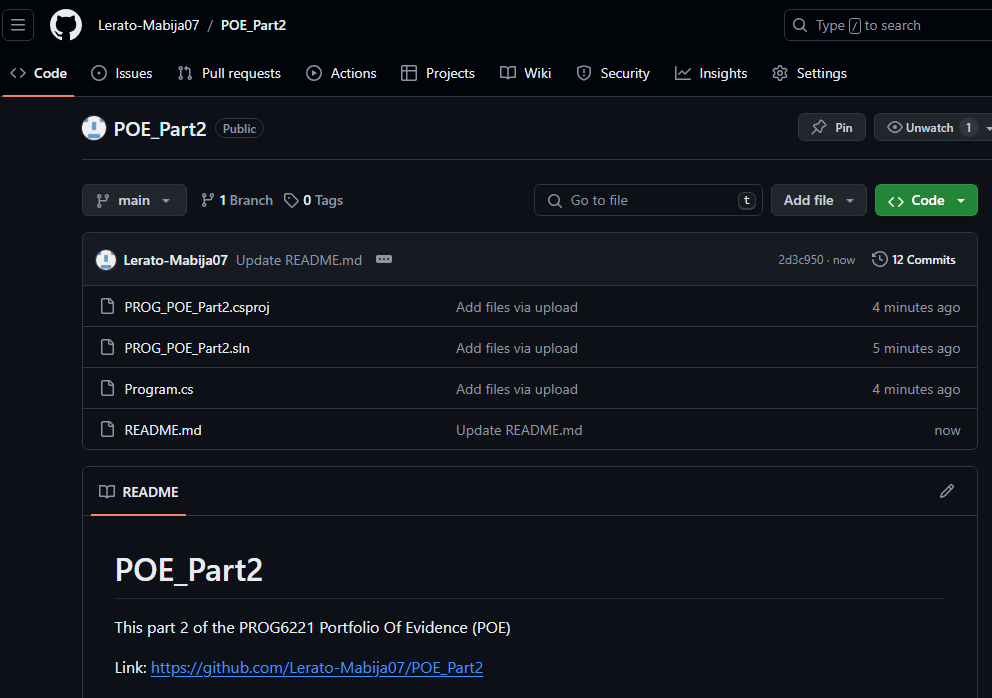 Lerato-Mabija07 / POE_Part2
Type / to search
Code Issues Pull requests Actions Projects Wiki Security Insights Settings
POE_Part2 Public Pin Unwatch 1
main 1 Branch 0 Tags Go to file t Add file Code
Lerato-Mabija07 Update README.md 2d3c950 · now 12 Commits
PROG_POE_Part2.csproj Add files via upload 4 minutes ago
PROG_POE_Part2.sln Add files via upload 5 minutes ago
Program.cs Add files via upload 4 minutes ago
README.md Update README.md now
README
POE_Part2
This part 2 of the PROG6221 Portfolio Of Evidence (POE)
Link: https://github.com/Lerato-Mabija07/POE_Part2